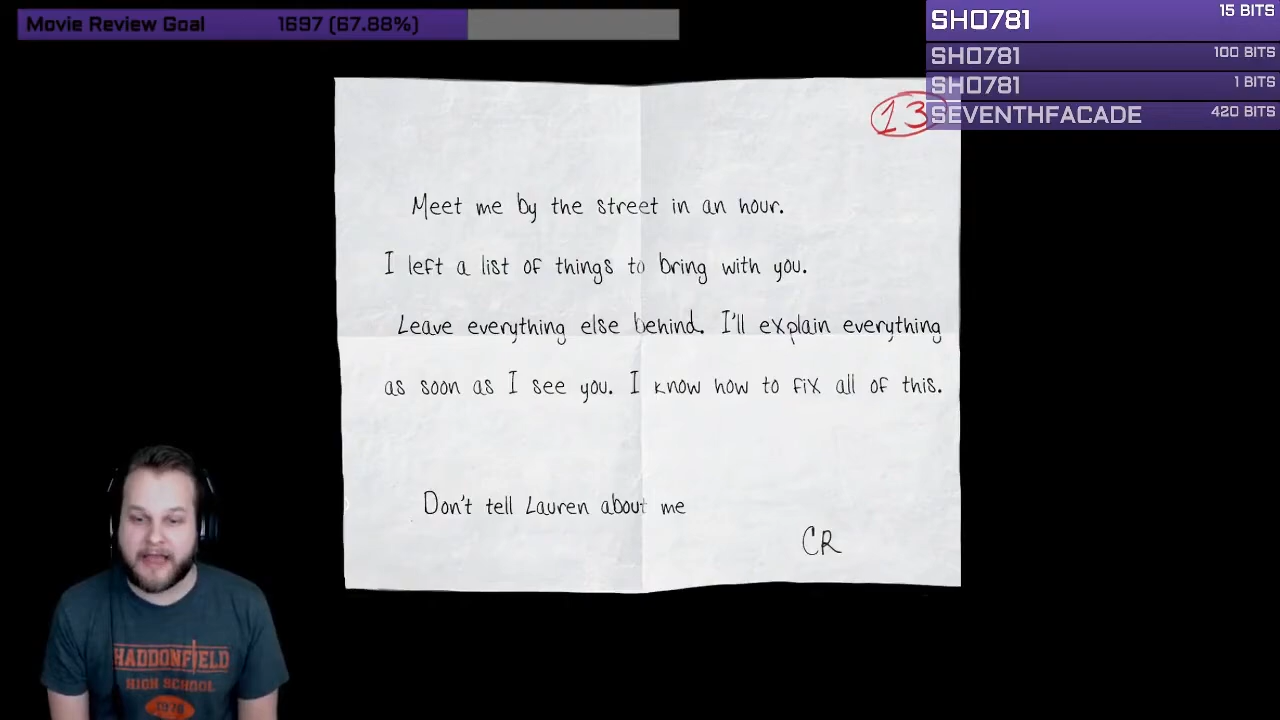 Movie Review Goal 1697 (67.88%)
SHO781 15 BITS
SHO781 100 BITS
SHO781 1 BITS
SEVENTHFACADE 420 BITS
13
Meet me by the street in an hour.
I left a list of things to bring with you.
Leave everything else behind. I'll explain everything
as soon as I see you. I know how to fix all of this.
Don't tell Lauren about me
CR
HADDONFIELD
HIGH SCHOOL
1978